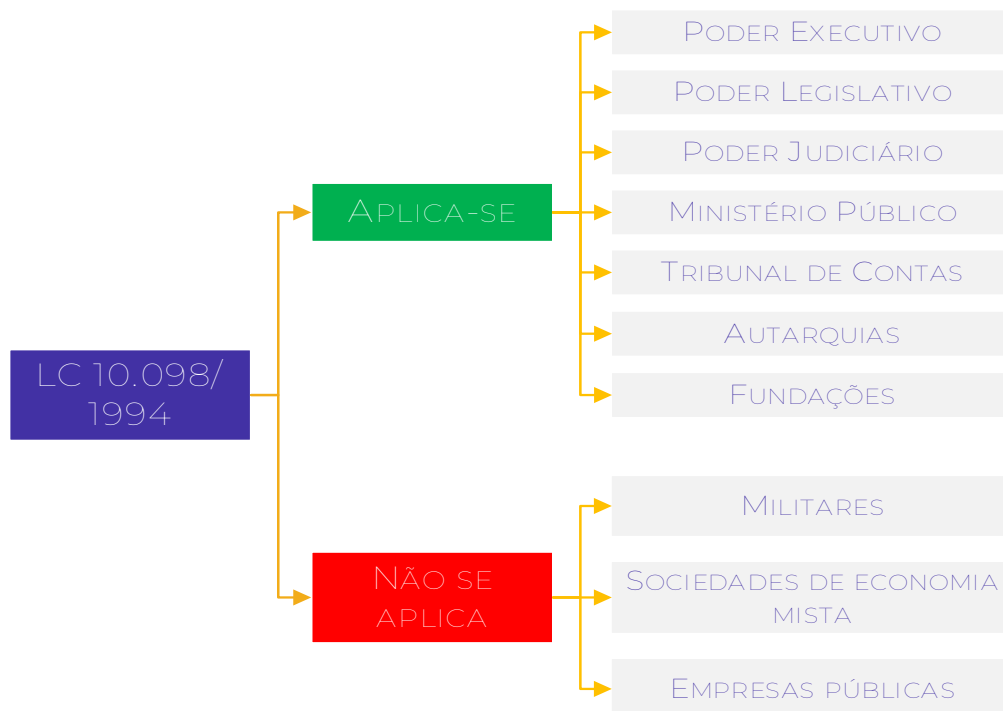 Poder Executivo
Poder Legislativo
Poder Judiciário
Aplica-se
Ministério Público
Tribunal de Contas
Autarquias
LC 10.098/
1994
Fundações
Militares
Não se
aplica
Sociedades de economia
mista
Empresas públicas